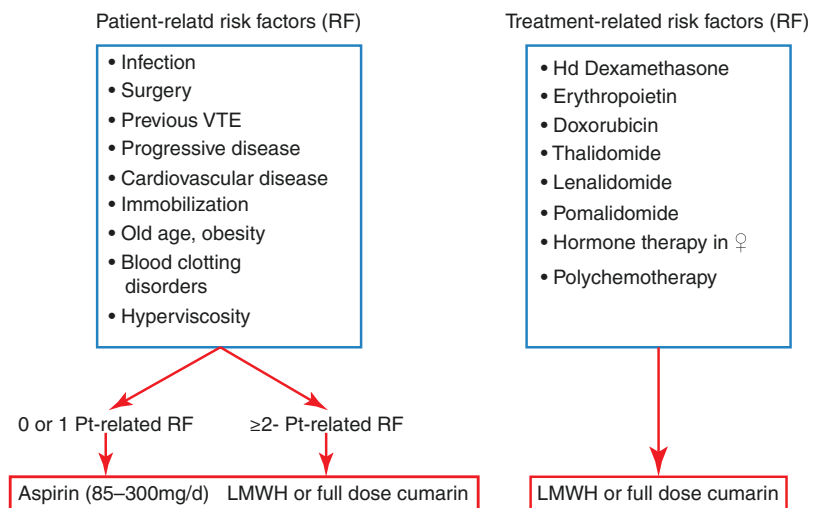 Patient-relatd risk factors (RF)
• Infection
• Surgery
• Previous VTE
• Progressive disease
• Cardiovascular disease
• Immobilization
• Old age, obesity
• Blood clotting
disorders
• Hyperviscosity
0 or 1 Pt-related RF
≥2- Pt-related RF
Aspirin (85–300mg/d)
LMWH or full dose cumarin
Treatment-related risk factors (RF)
• Hd Dexamethasone
• Erythropoietin
• Doxorubicin
• Thalidomide
• Lenalidomide
• Pomalidomide
• Hormone therapy in ♀
• Polychemotherapy
LMWH or full dose cumarin